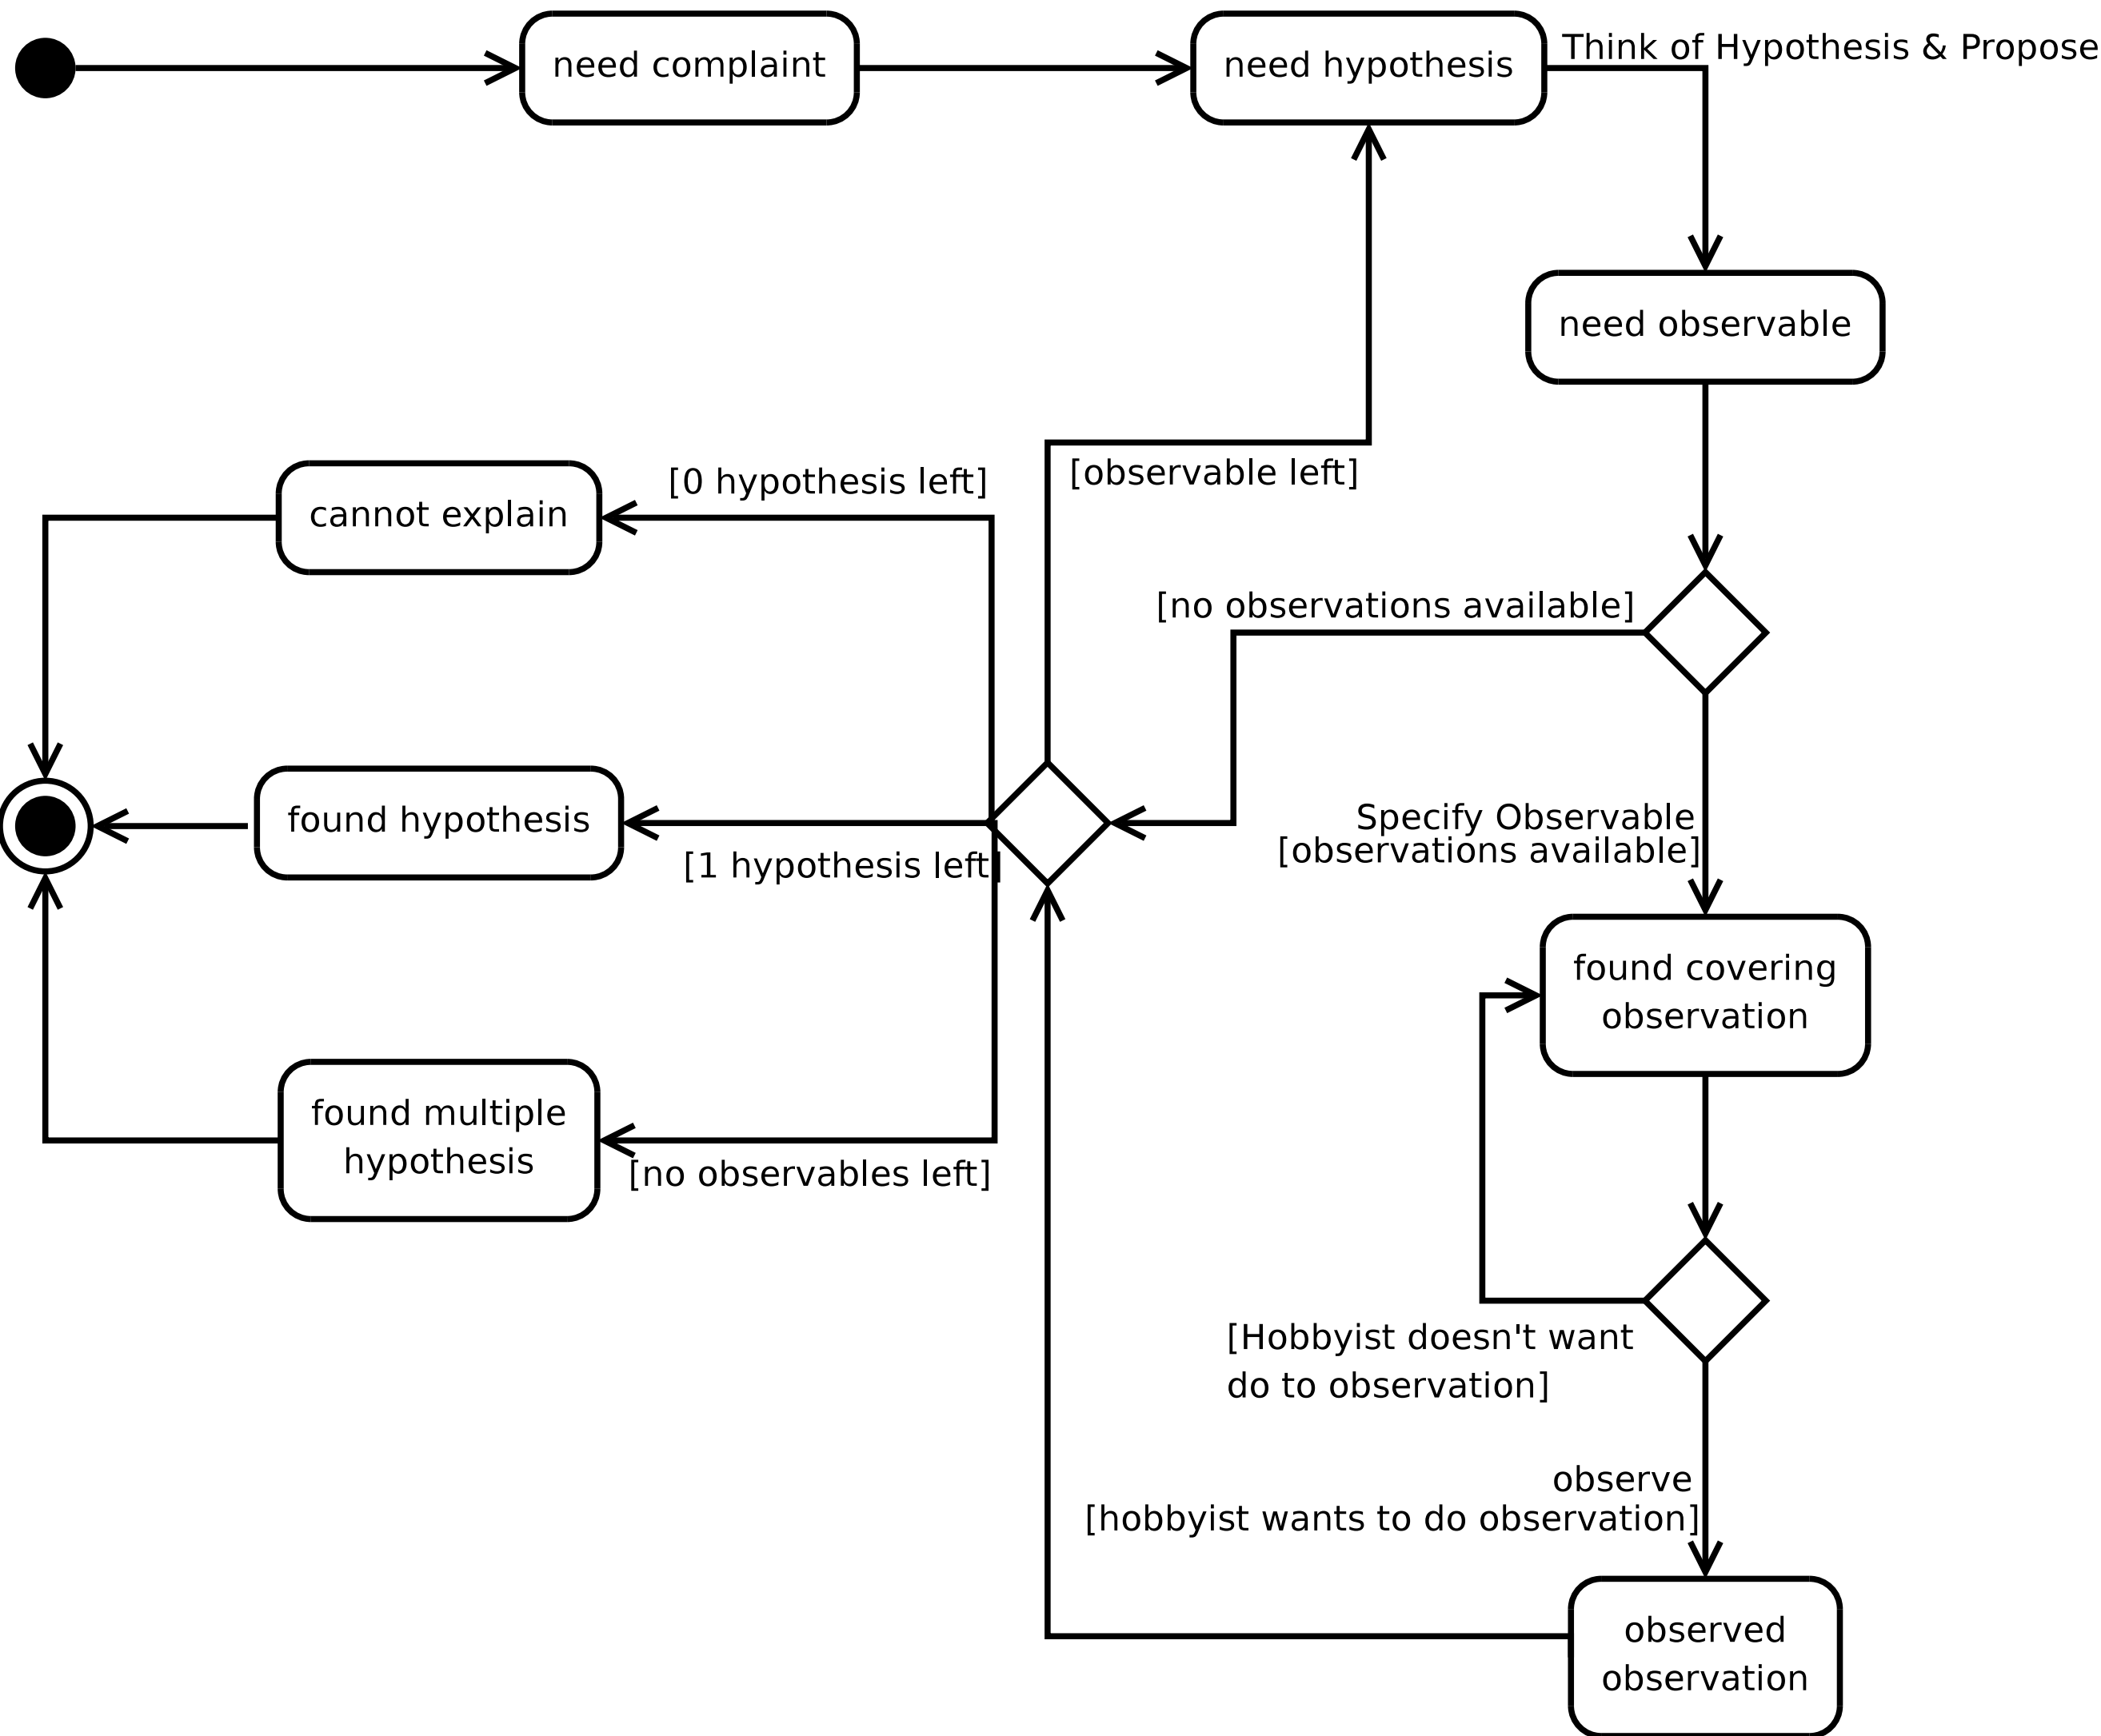 need complaint
need hypothesis
Think of Hypothesis & Propose
need observable
[observable left]
[0 hypothesis left]
cannot explain
[no observations available]
found hypothesis
[1 hypothesis left]
Specify Observable
[observations available]
found covering
observation
found multiple
hypothesis
[no observables left]
[Hobbyist doesn't want
do to observation]
observe
[hobbyist wants to do observation]
observed
observation